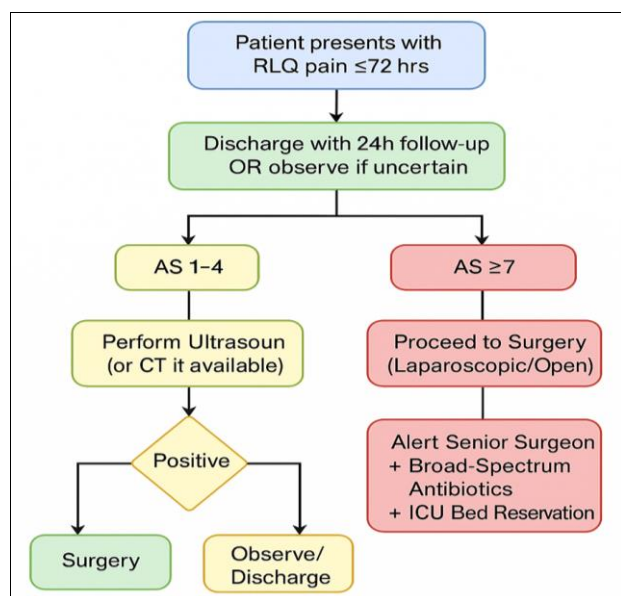 Patient presents with
RLQ pain ≤72 hrs
Discharge with 24h follow-up
OR observe if uncertain
AS 1–4
AS ≥7
Perform Ultrasoun
(or CT it available)
Proceed to Surgery
(Laparoscopic/Open)
Positive
Alert Senior Surgeon
+ Broad-Spectrum
Antibiotics
+ ICU Bed Reservation
Surgery
Observe/
Discharge